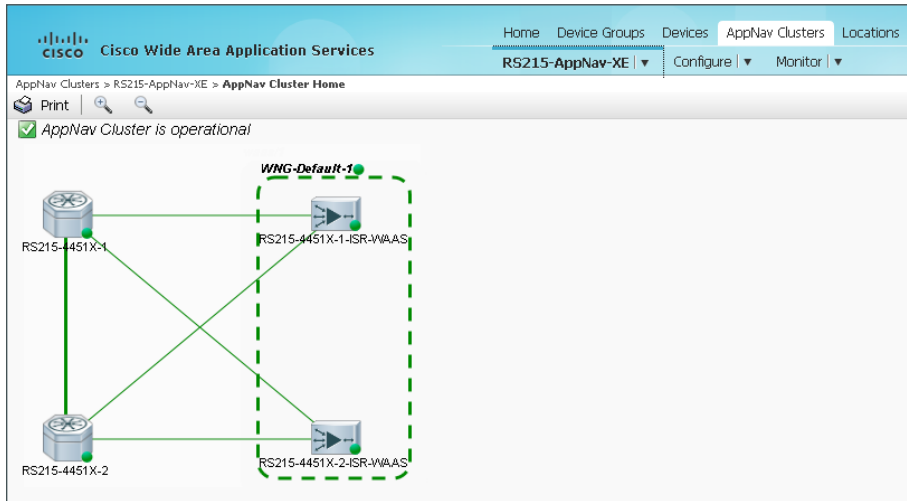 Home Device Groups Devices AppNav Clusters Locations
CISCO Cisco Wide Area Application Services
RS215-AppNav-XE Configure Monitor
AppNav Clusters > RS215-AppNav-XE > AppNav Cluster Home
Print
AppNav Cluster is operational
WNG-Default-1
RS215-4451X-1
RS215-4451X-1-ISR-WAAS
RS215-4451X-2
RS215-4451X-2-ISR-WAAS